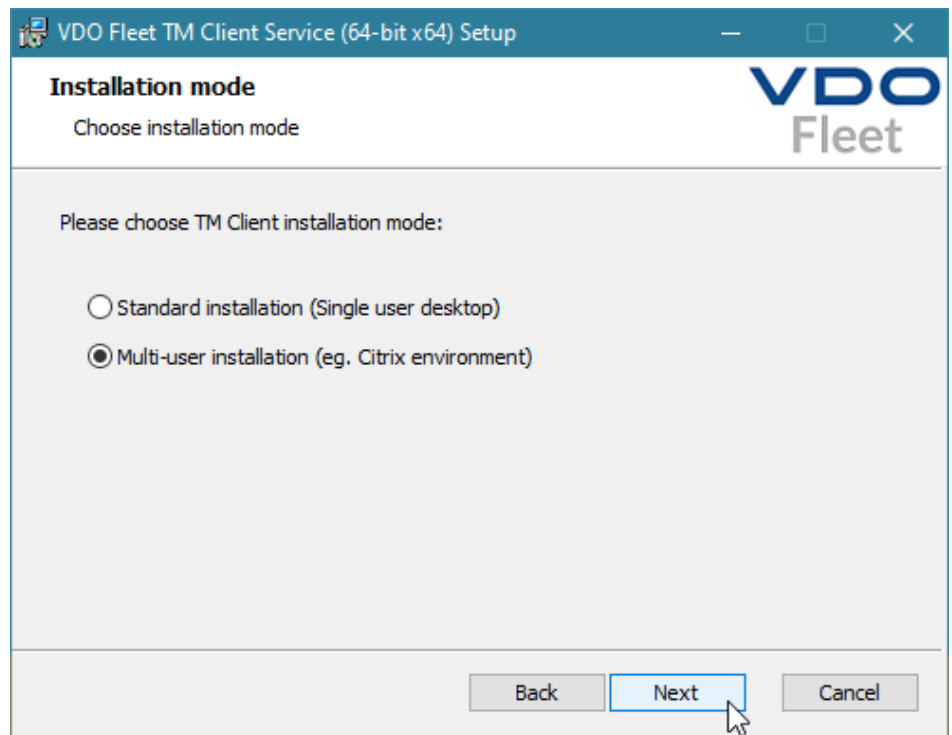 VDO Fleet TM Client Service (64-bit x64) Setup
Installation mode
Choose installation mode
VDO
Fleet
Please choose TM Client installation mode:
Standard installation (Single user desktop)
Multi-user installation (eg. Citrix environment)
Back
Next
Cancel